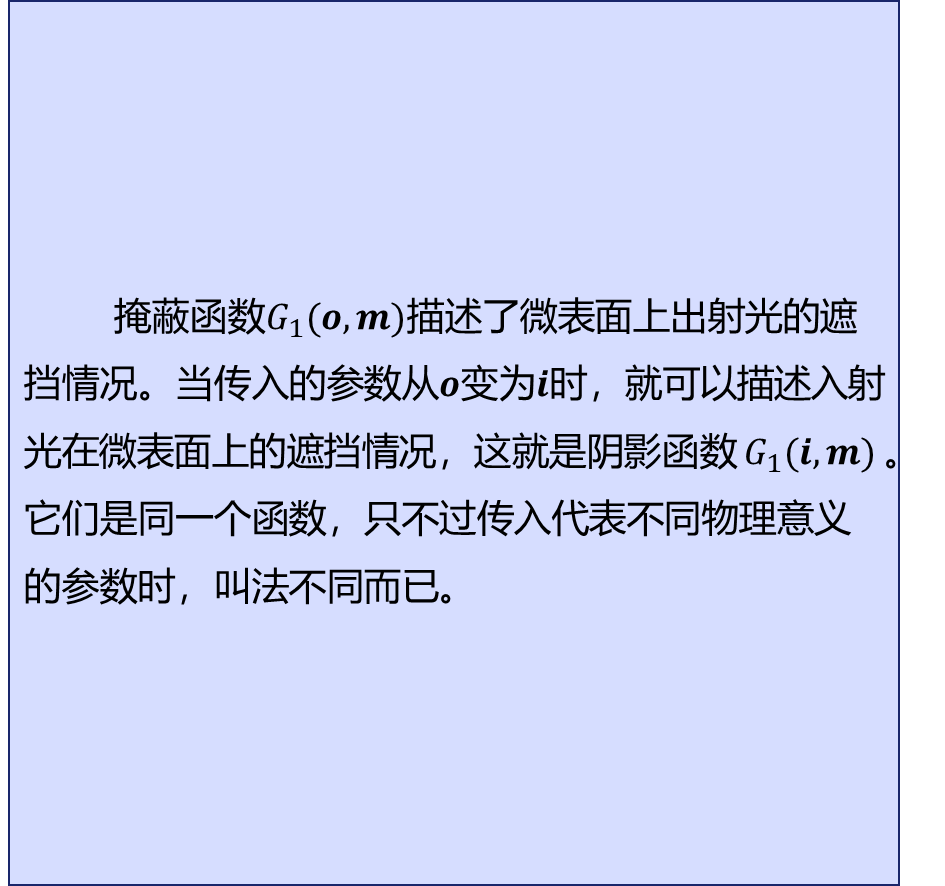 掩蔽函数G₁(o,m)描述了微表面上出射光的遮
挡情况。当传入的参数从o变为i时，就可以描述入射
光在微表面上的遮挡情况，这就是阴影函数 G₁(i,m) 。
它们是同一个函数，只不过传入代表不同物理意义
的参数时，叫法不同而已。